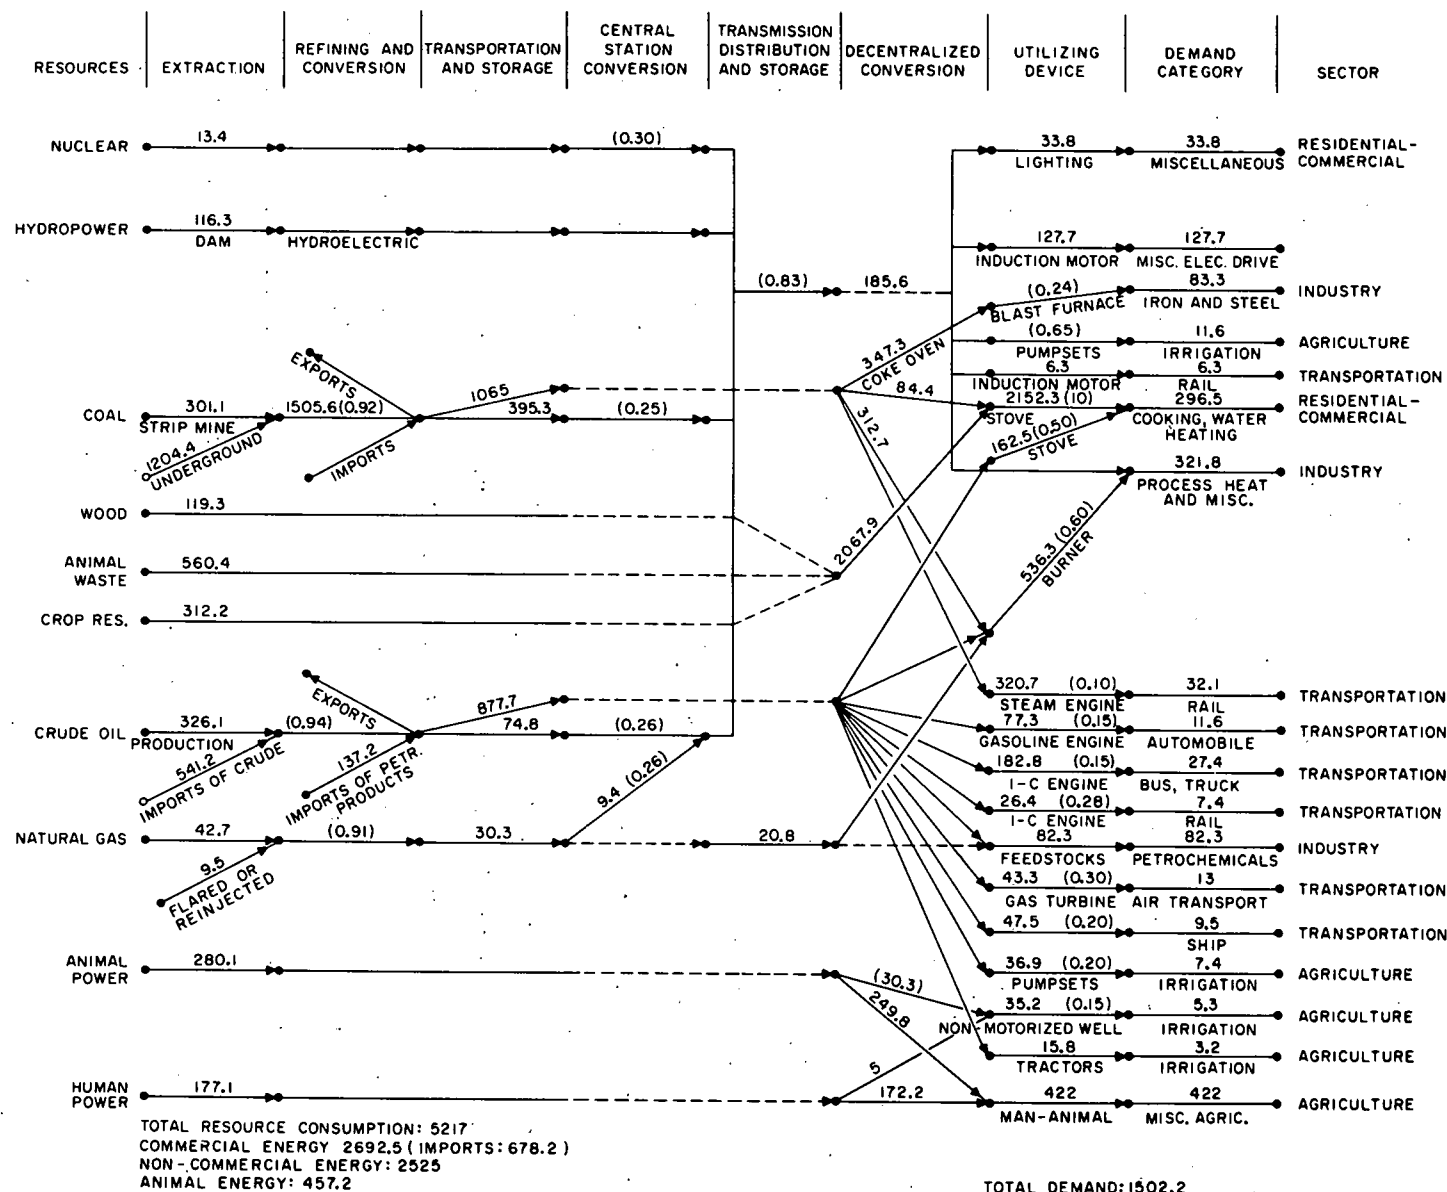 RESOURCES
EXTRACTION
REFINING AND
CONVERSION
TRANSPORTATION
AND STORAGE
CENTRAL
STATION
CONVERSION
TRANSMISSION
DISTRIBUTION
AND STORAGE
DECENTRALIZED
CONVERSION
UTILIZING
DEVICE
DEMAND
CATEGORY
SECTOR
NUCLEAR
13.4
(0.30)
33.8
LIGHTING
33.8
MISCELLANEOUS
RESIDENTIAL-
COMMERCIAL
HYDROPOWER
116.3
DAM
HYDROELECTRIC
127.7
INDUCTION MOTOR
127.7
MISC. ELEC. DRIVE
(0.83)
185.6
(0.24)
BLAST FURNACE
83.3
IRON AND STEEL
INDUSTRY
347.3
COKE OVEN
(0.65)
PUMPSETS
11.6
IRRIGATION
AGRICULTURE
84.4
312.7
6.3
INDUCTION MOTOR
6.3
RAIL
TRANSPORTATION
EXPORTS
1065
COAL
301.1
STRIP MINE
1505.6(0.92)
395.3
(0.25)
1204.4
UNDERGROUND
IMPORTS
2152.3 (10)
STOVE
296.5
COOKING, WATER
HEATING
RESIDENTIAL-
COMMERCIAL
162.5(0.50)
STOVE
321.8
PROCESS HEAT
AND MISC.
INDUSTRY
WOOD
119.3
ANIMAL
WASTE
560.4
2067.9
536.3 (0.60)
BURNER
CROP RES.
312.2
EXPORTS
877.7
320.7 (0.10)
STEAM ENGINE
32.1
RAIL
TRANSPORTATION
CRUDE OIL
326.1
PRODUCTION
(0.94)
74.8
(0.26)
541.2
IMPORTS OF CRUDE
137.2
IMPORTS OF PETR.
PRODUCTS
77.3 (0.15)
GASOLINE ENGINE
11.6
AUTOMOBILE
TRANSPORTATION
9.4 (0.26)
182.8 (0.15)
I-C ENGINE
27.4
BUS, TRUCK
TRANSPORTATION
26.4 (0.28)
I-C ENGINE
7.4
RAIL
TRANSPORTATION
NATURAL GAS
42.7
(0.91)
30.3
20.8
82.3
FEEDSTOCKS
82.3
PETROCHEMICALS
INDUSTRY
9.5
FLARED OR
REINJECTED
43.3 (0.30)
GAS TURBINE
13
AIR TRANSPORT
TRANSPORTATION
47.5 (0.20)
9.5
SHIP
TRANSPORTATION
ANIMAL
POWER
280.1
(30.3)
249.8
36.9 (0.20)
PUMPSETS
7.4
IRRIGATION
AGRICULTURE
35.2 (0.15)
NON-MOTORIZED WELL
5.3
IRRIGATION
AGRICULTURE
15.8
TRACTORS
3.2
IRRIGATION
AGRICULTURE
HUMAN
POWER
177.1
5
172.2
422
MAN-ANIMAL
422
MISC. AGRIC.
AGRICULTURE
TOTAL RESOURCE CONSUMPTION: 5217
COMMERCIAL ENERGY 2692.5 (IMPORTS: 678.2)
NON-COMMERCIAL ENERGY: 2525
ANIMAL ENERGY: 457.2
TOTAL DEMAND: 1502.2